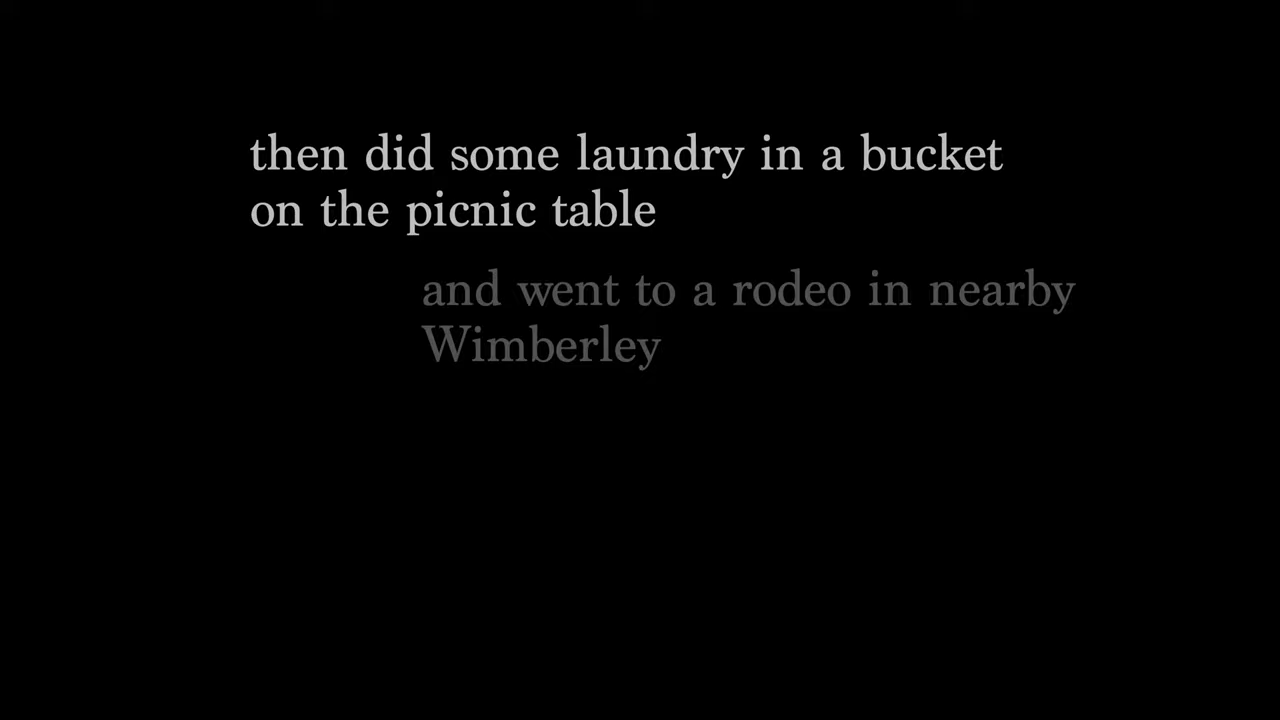 then did some laundry in a bucket
on the picnic table
and went to a rodeo in nearby
Wimberley